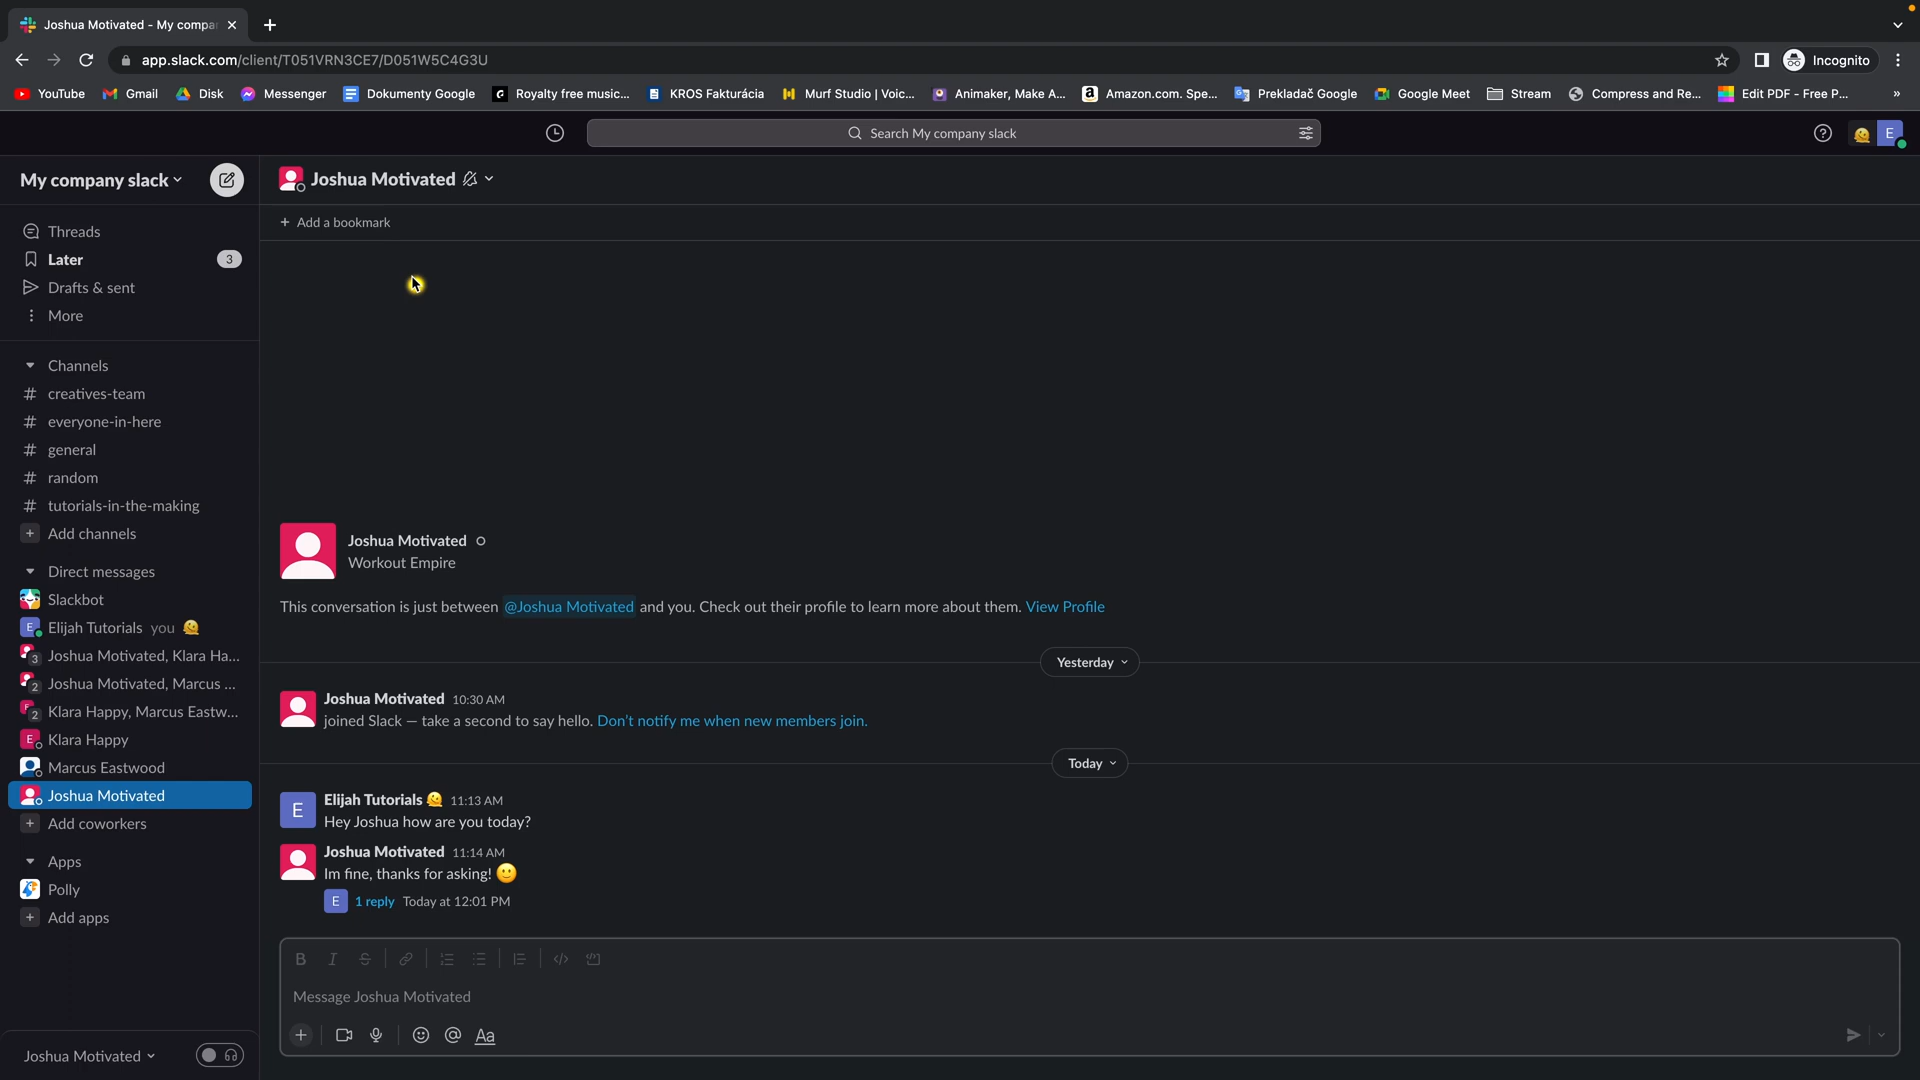 Joshua Motivated - My compa
app.slack.com/client/T051VRN3CE7/D051W5C4G3U
Incognito
YouTube
Gmail
Disk
Messenger
Dokumenty Google
Royalty free music...
KROS Fakturácia
Murf Studio | Voic...
Animaker, Make A...
Amazon.com. Spe...
Prekladač Google
Google Meet
Stream
Compress and Re...
Edit PDF - Free P...
»
Search My company slack
E
My company slack
Joshua Motivated
+ Add a bookmark
Threads
Later 3
Drafts & sent
More
Channels
# creatives-team
# everyone-in-here
# general
# random
# tutorials-in-the-making
+ Add channels
Direct messages
Slackbot
E Elijah Tutorials you
3 Joshua Motivated, Klara Ha...
2 Joshua Motivated, Marcus ...
2 Klara Happy, Marcus Eastw...
E Klara Happy
Marcus Eastwood
Joshua Motivated
+ Add coworkers
Apps
Polly
+ Add apps
Joshua Motivated
Joshua Motivated
Workout Empire
This conversation is just between @Joshua Motivated and you. Check out their profile to learn more about them. View Profile
Yesterday
Joshua Motivated 10:30 AM
joined Slack — take a second to say hello. Don't notify me when new members join.
Today
E
Elijah Tutorials 11:13 AM
Hey Joshua how are you today?
Joshua Motivated 11:14 AM
Im fine, thanks for asking!
E 1 reply Today at 12:01 PM
B I S
Message Joshua Motivated
+ @ Aa